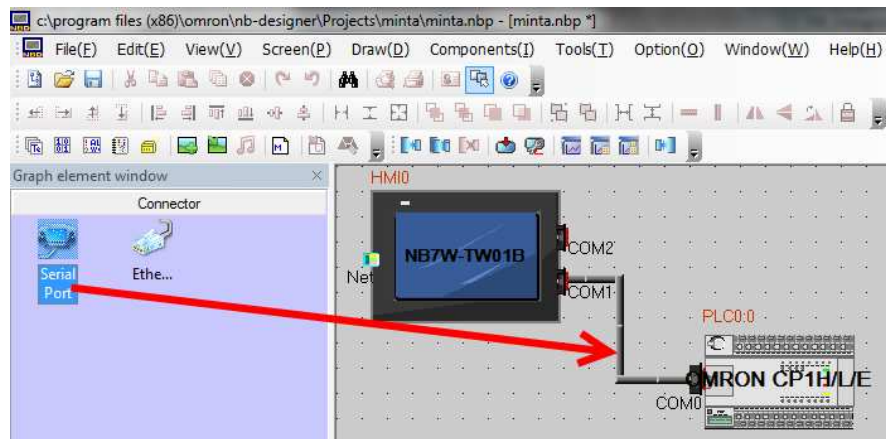 c:\program files (x86)\omron\nb-designer\Projects\minta\minta.nbp - [minta.nbp *]
File(F) Edit(E) View(V) Screen(P) Draw(D) Components(I) Tools(T) Option(O) Window(W) Help(H)
Graph element window
Connector
Serial Port
Ethe...
HMI0
NB7W-TW01B
COM2
Net
COM1
PLC0:0
OMRON CP1H/L/E
COM0